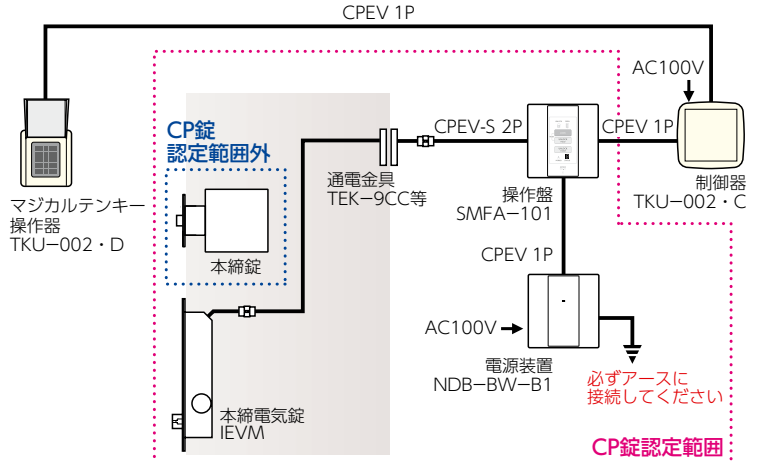 CPEV 1P
AC100V
CP錠
認定範囲外
CPEV-S 2P
CPEV 1P
マジカルテンキー
操作器
TKU−002・D
通電金具
TEK−9CC等
操作盤
SMFA−101
制御器
TKU−002・C
本締錠
CPEV 1P
AC100V
電源装置
NDB−BW−B1
必ずアースに
接続してください
本締電気錠
IEVM
CP錠認定範囲